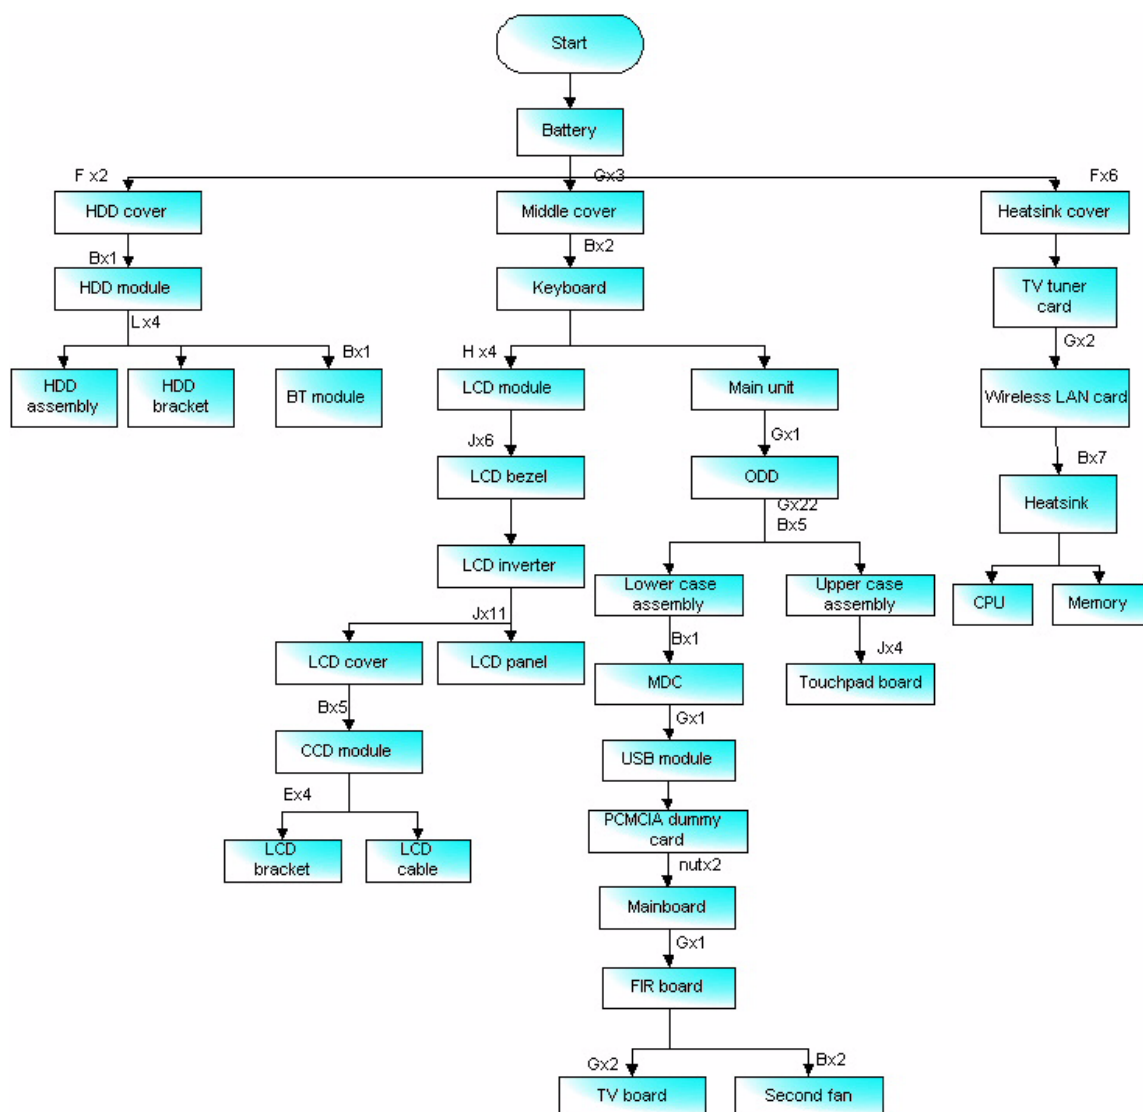 Start
Battery
F x2
Gx3
Fx6
HDD cover
Middle cover
Heatsink cover
Bx1
Bx2
HDD module
Keyboard
TV tuner
card
Lx4
Gx2
Bx1
H x4
HDD
assembly
HDD
bracket
BT module
LCD module
Main unit
Wireless LAN card
Jx6
Gx1
Bx7
LCD bezel
ODD
Heatsink
Gx22
Bx5
LCD inverter
Lower case
assembly
Upper case
assembly
CPU
Memory
Jx11
Bx1
Jx4
LCD cover
LCD panel
MDC
Touchpad board
Bx5
Gx1
CCD module
USB module
Ex4
PCMCIA dummy
card
LCD
bracket
LCD
cable
nutx2
Mainboard
Gx1
FIR board
Gx2
Bx2
TV board
Second fan